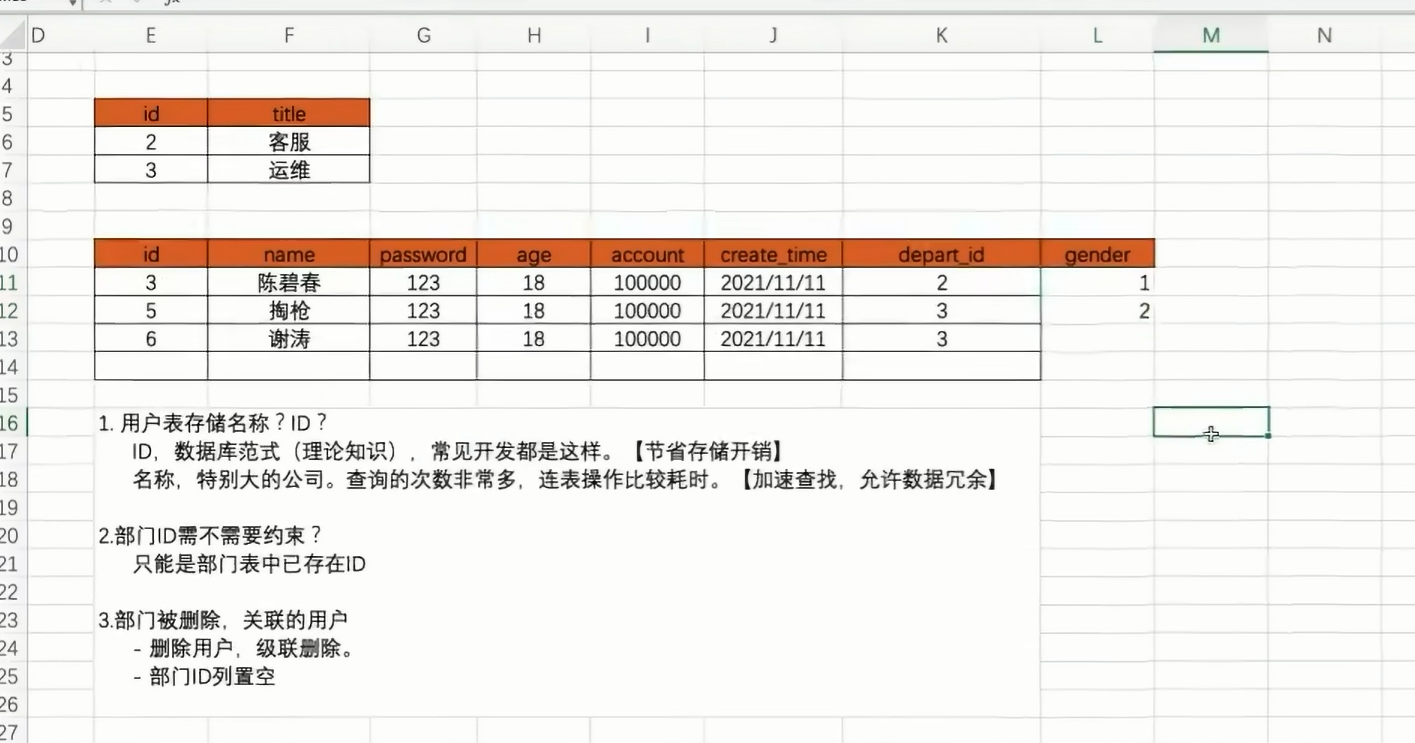 D E F G H I J K L M N
3
4
5 id title
6 2 客服
7 3 运维
8
9
10 id name password age account create_time depart_id gender
11 3 陈碧春 123 18 100000 2021/11/11 2 1
12 5 掏枪 123 18 100000 2021/11/11 3 2
13 6 谢涛 123 18 100000 2021/11/11 3
14
15
16 1. 用户表存储名称？ID？
17 ID，数据库范式（理论知识），常见开发都是这样。【节省存储开销】
18 名称，特别大的公司。查询的次数非常多，连表操作比较耗时。【加速查找，允许数据冗余】
19
20 2.部门ID需不需要约束？
21 只能是部门表中已存在ID
22
23 3.部门被删除，关联的用户
24 - 删除用户，级联删除。
25 - 部门ID列置空
26
27